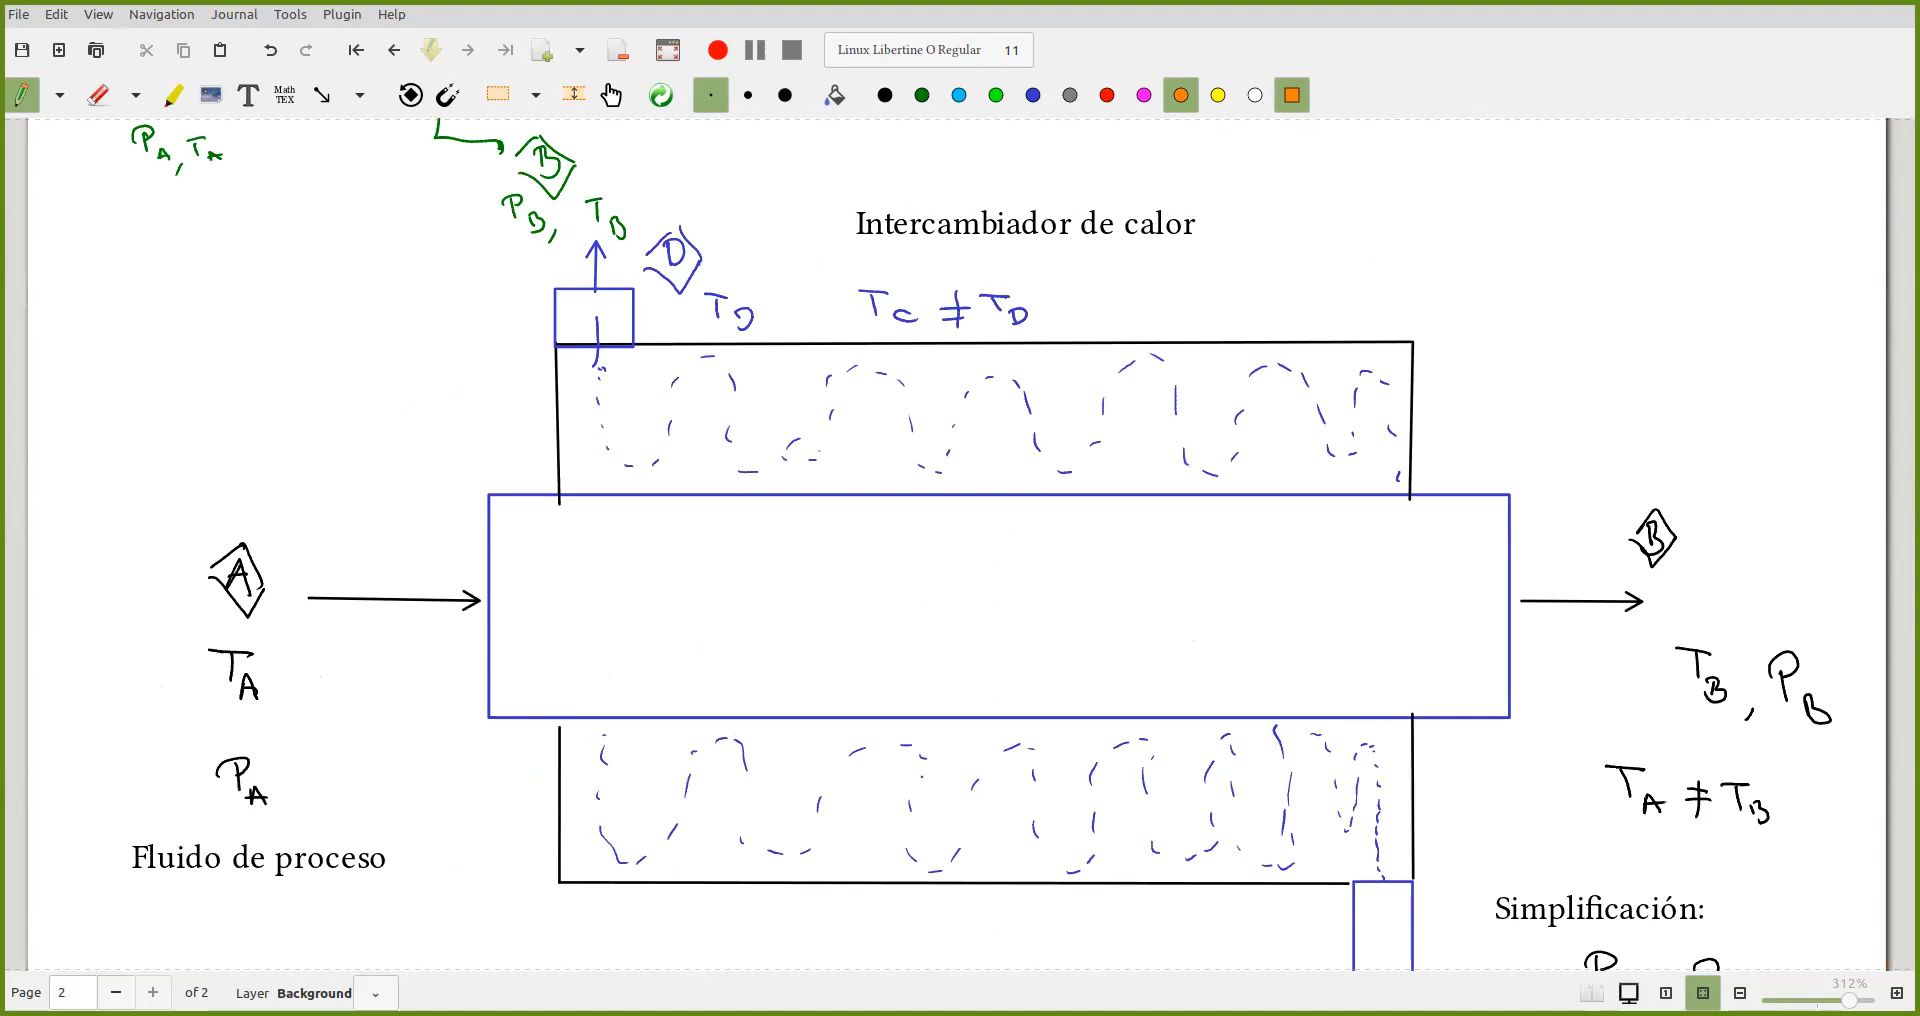 File Edit View Navigation Journal Tools Plugin Help
Linux Libertine O Regular 11
Math
TEX
P_A, T_A
B
P_B, T_B
Intercambiador de calor
D
T_D
T_C ≠ T_D
A
B
T_A
T_B, P_B
P_A
T_A ≠ T_B
Fluido de proceso
Simplificación:
Page 2 of 2 Layer Background 312%